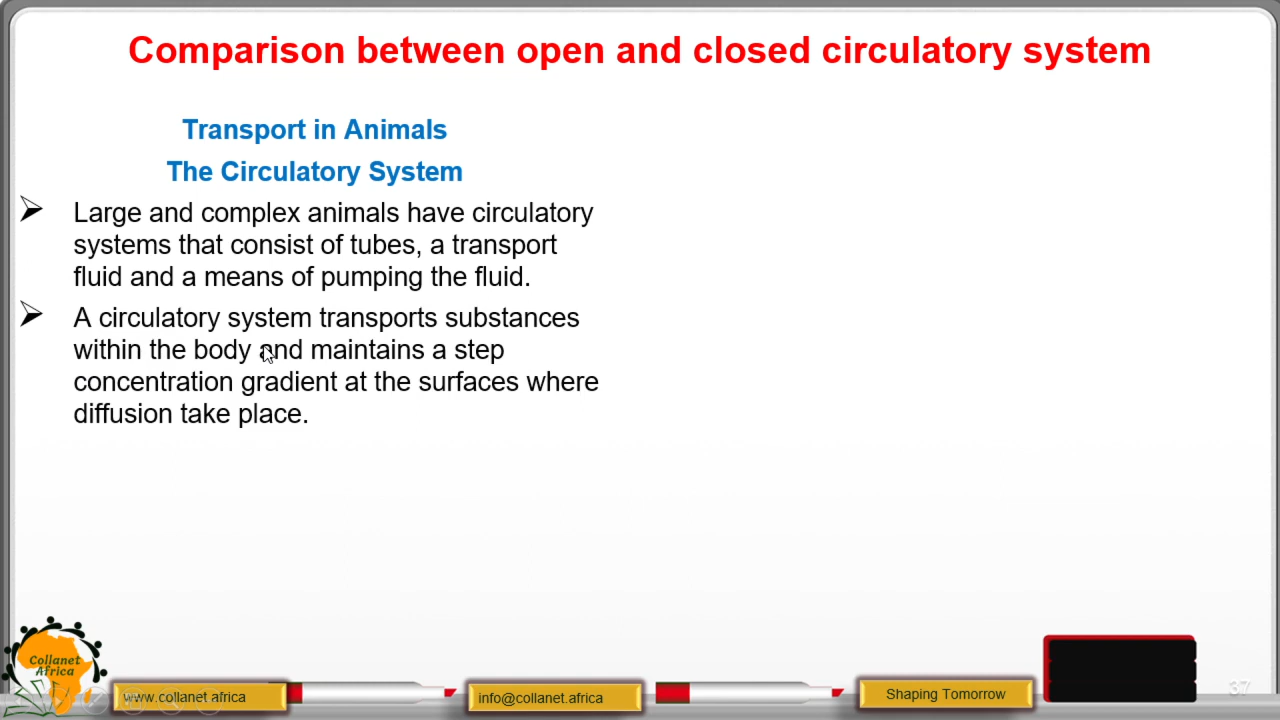 Comparison between open and closed circulatory system
Transport in Animals
The Circulatory System
Large and complex animals have circulatory
systems that consist of tubes, a transport
fluid and a means of pumping the fluid.
A circulatory system transports substances
within the body and maintains a step
concentration gradient at the surfaces where
diffusion take place.
Collanet
Africa
www.collanet.africa
info@collanet.africa
Shaping Tomorrow
37